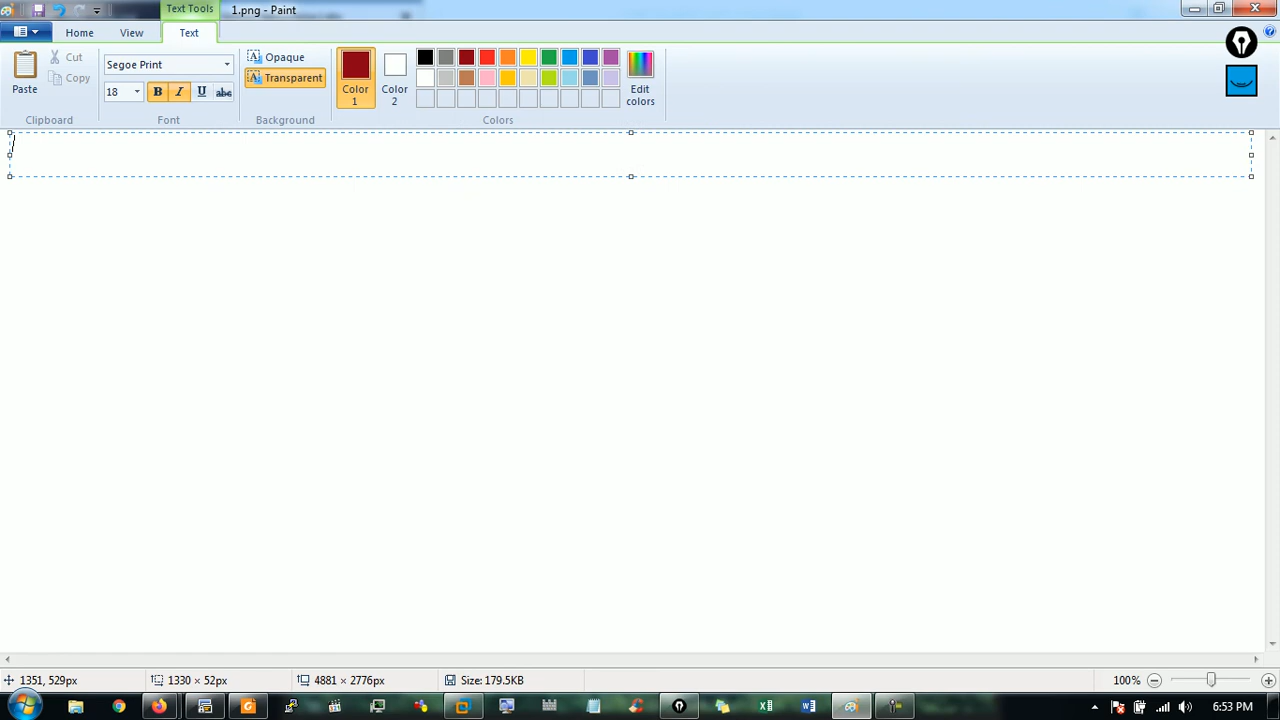 Text Tools
1.png - Paint
Home
View
Text
Paste
Cut
Copy
Clipboard
Segoe Print
18
B
I
U
abc
Font
Opaque
Transparent
Background
Color 1
Color 2
Edit colors
Colors
1351, 529px
1330 × 52px
4881 × 2776px
Size: 179.5KB
100%
6:53 PM